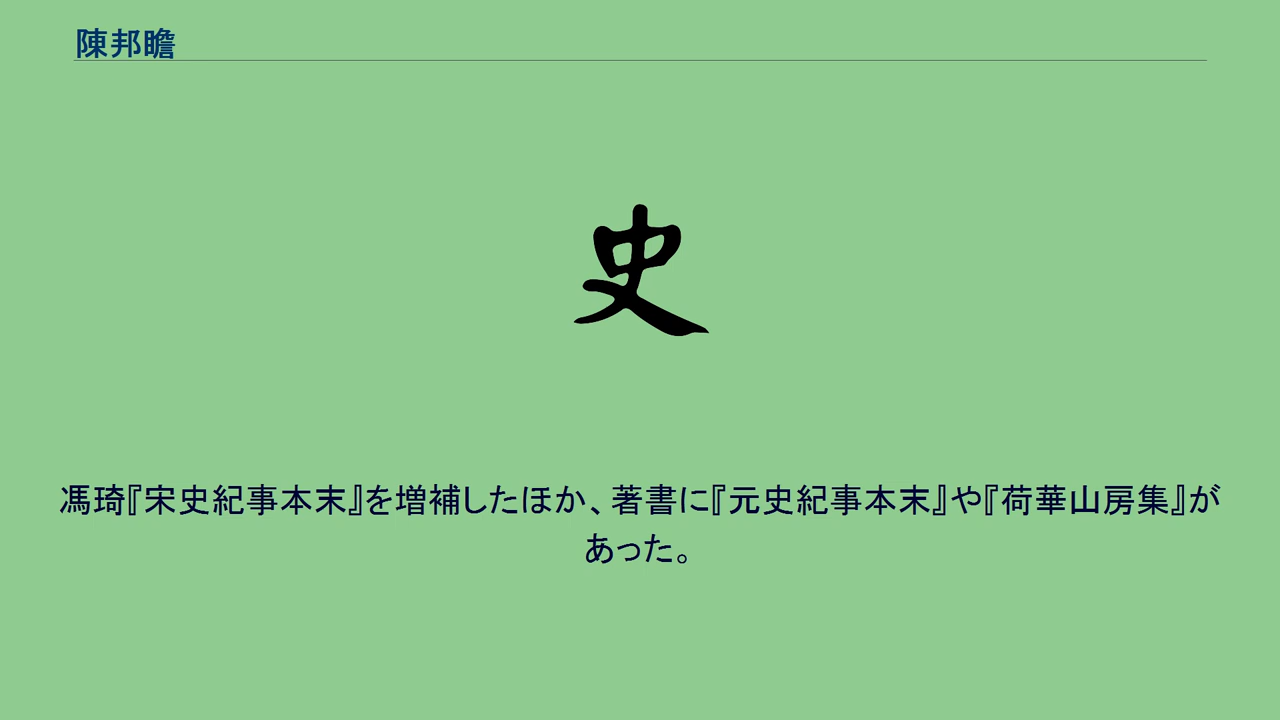 陳邦瞻
史
馮琦『宋史紀事本末』を増補したほか、著書に『元史紀事本末』や『荷華山房集』が
あった。